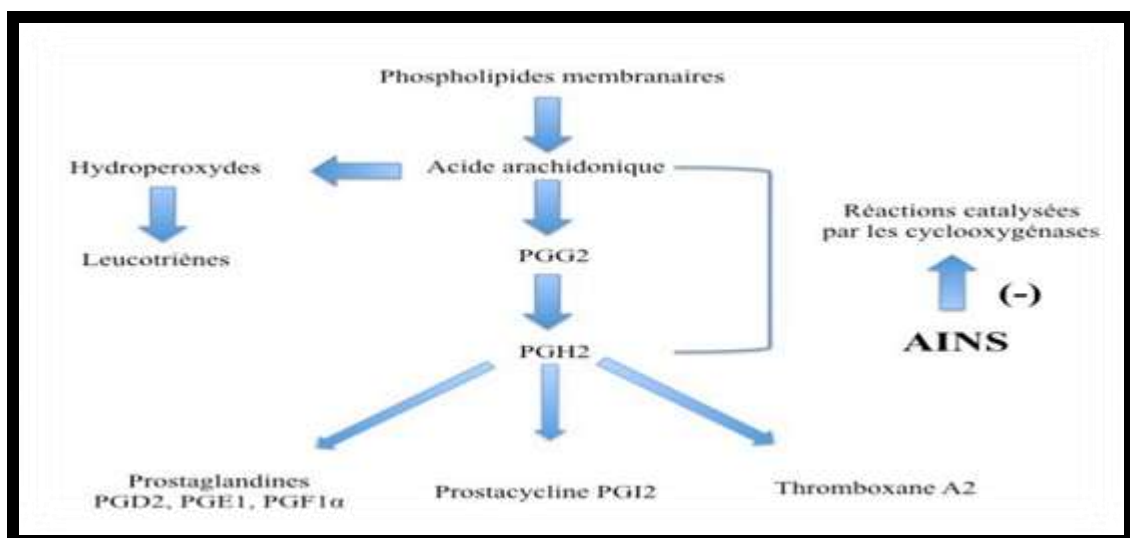 Phospholipides membranaires
Hydroperoxydes
Acide arachidonique
Réactions catalysées
par les cyclooxygénases
Leucotriènes
PGG2
(-)
AINS
PGH2
Prostaglandines
PGD2, PGE1, PGF1α
Prostacycline PGI2
Thromboxane A2